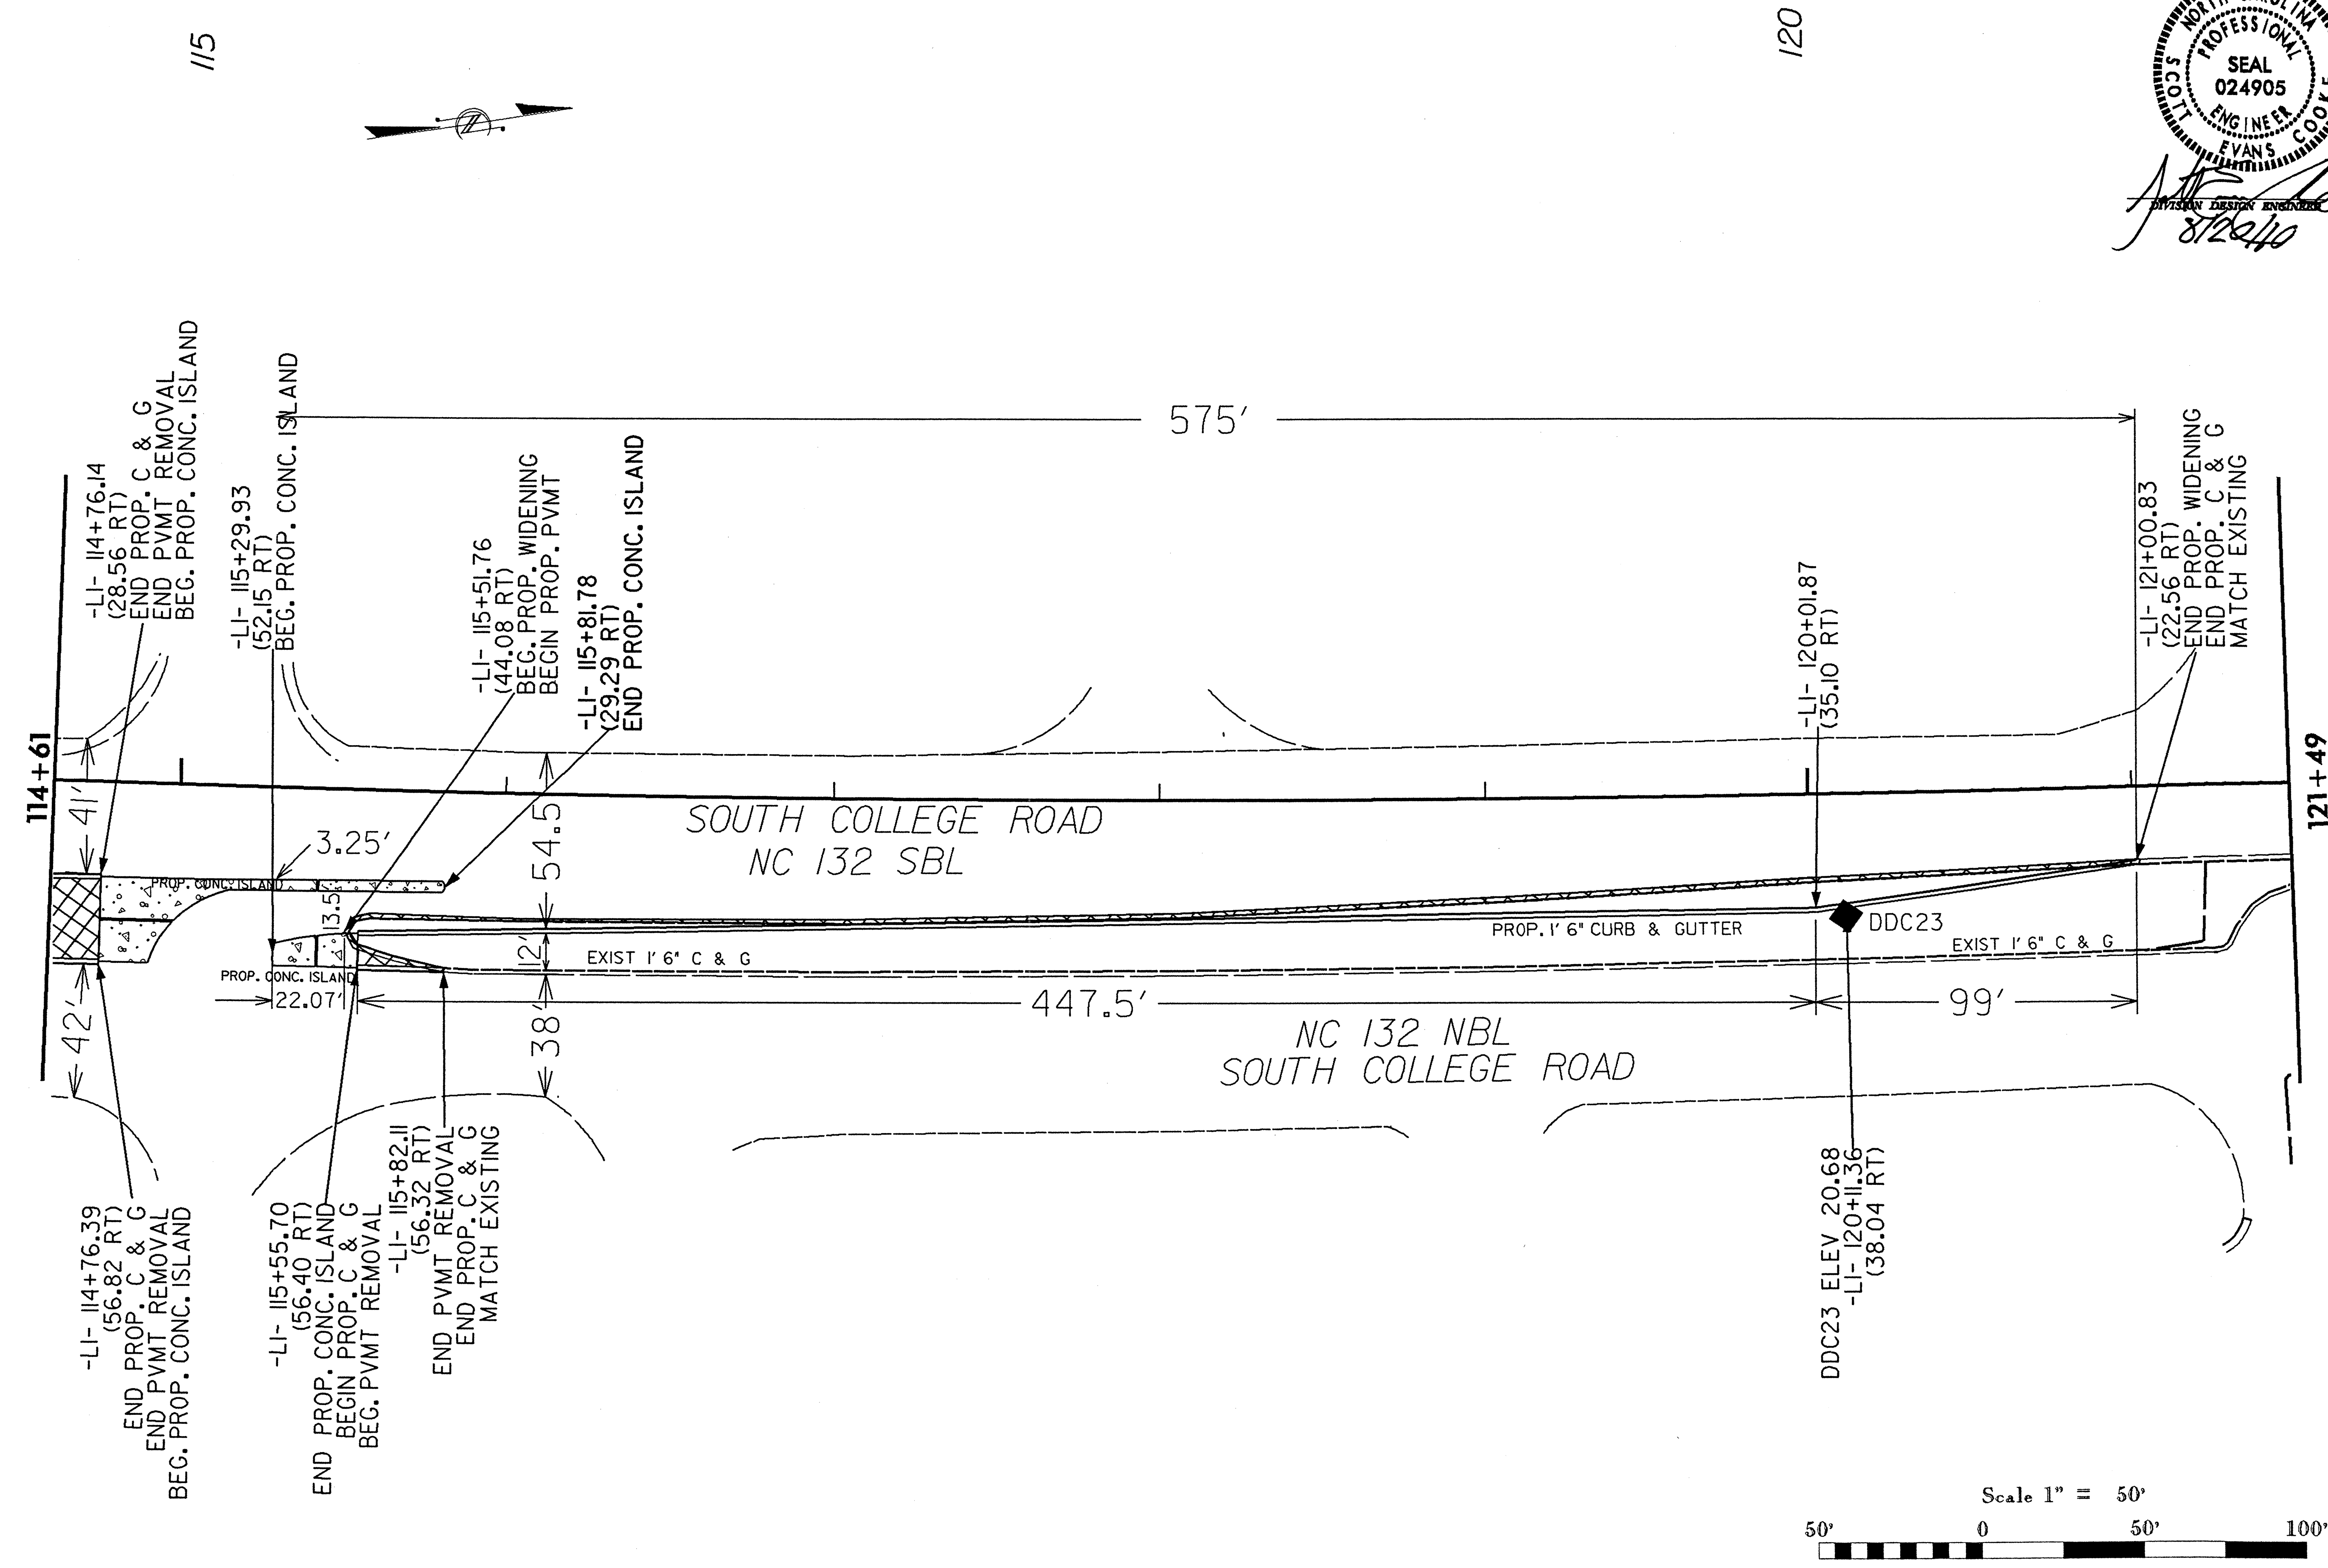 115
120
NORTH CAROLINA
PROFESSIONAL
SEAL
024905
ENGINEER
SCOTT
EVANS
COOKE
DIVISION DESIGN ENGINEER
8/20/10
-L1- 114+76.14
(28.56 RT)
END PROP. C & G
END PVMT REMOVAL
BEG. PROP. CONC. ISLAND
-L1- 115+29.93
(52.15 RT)
BEG. PROP. CONC. ISLAND
-L1- 115+51.76
(44.08 RT)
BEG. PROP. WIDENING
BEGIN PROP. PVMT
-L1- 115+81.78
(29.29 RT)
END PROP. CONC. ISLAND
575'
-L1- 120+01.87
(35.10 RT)
-L1- 121+00.83
(22.56 RT)
END PROP. WIDENING
END PROP. C & G
MATCH EXISTING
114+61
121+49
41'
54.5'
3.25'
SOUTH COLLEGE ROAD
NC 132 SBL
PROP. CONC. ISLAND
13.5'
12'
EXIST 1' 6" C & G
PROP. 1' 6" CURB & GUTTER
DDC23
EXIST 1' 6" C & G
PROP. CONC. ISLAND
22.07'
447.5'
99'
42'
38'
NC 132 NBL
SOUTH COLLEGE ROAD
-L1- 114+76.39
(56.82 RT)
END PROP. C & G
END PVMT REMOVAL
BEG. PROP. CONC. ISLAND
-L1- 115+55.70
(56.40 RT)
END PROP. CONC. ISLAND
BEGIN PROP. C & G
BEG. PVMT REMOVAL
-L1- 115+82.11
(56.32 RT)
END PVMT REMOVAL
END PROP. C & G
MATCH EXISTING
DDC23 ELEV 20.68
-L1- 120+11.36
(38.04 RT)
Scale 1" = 50'
50' 0 50' 100'